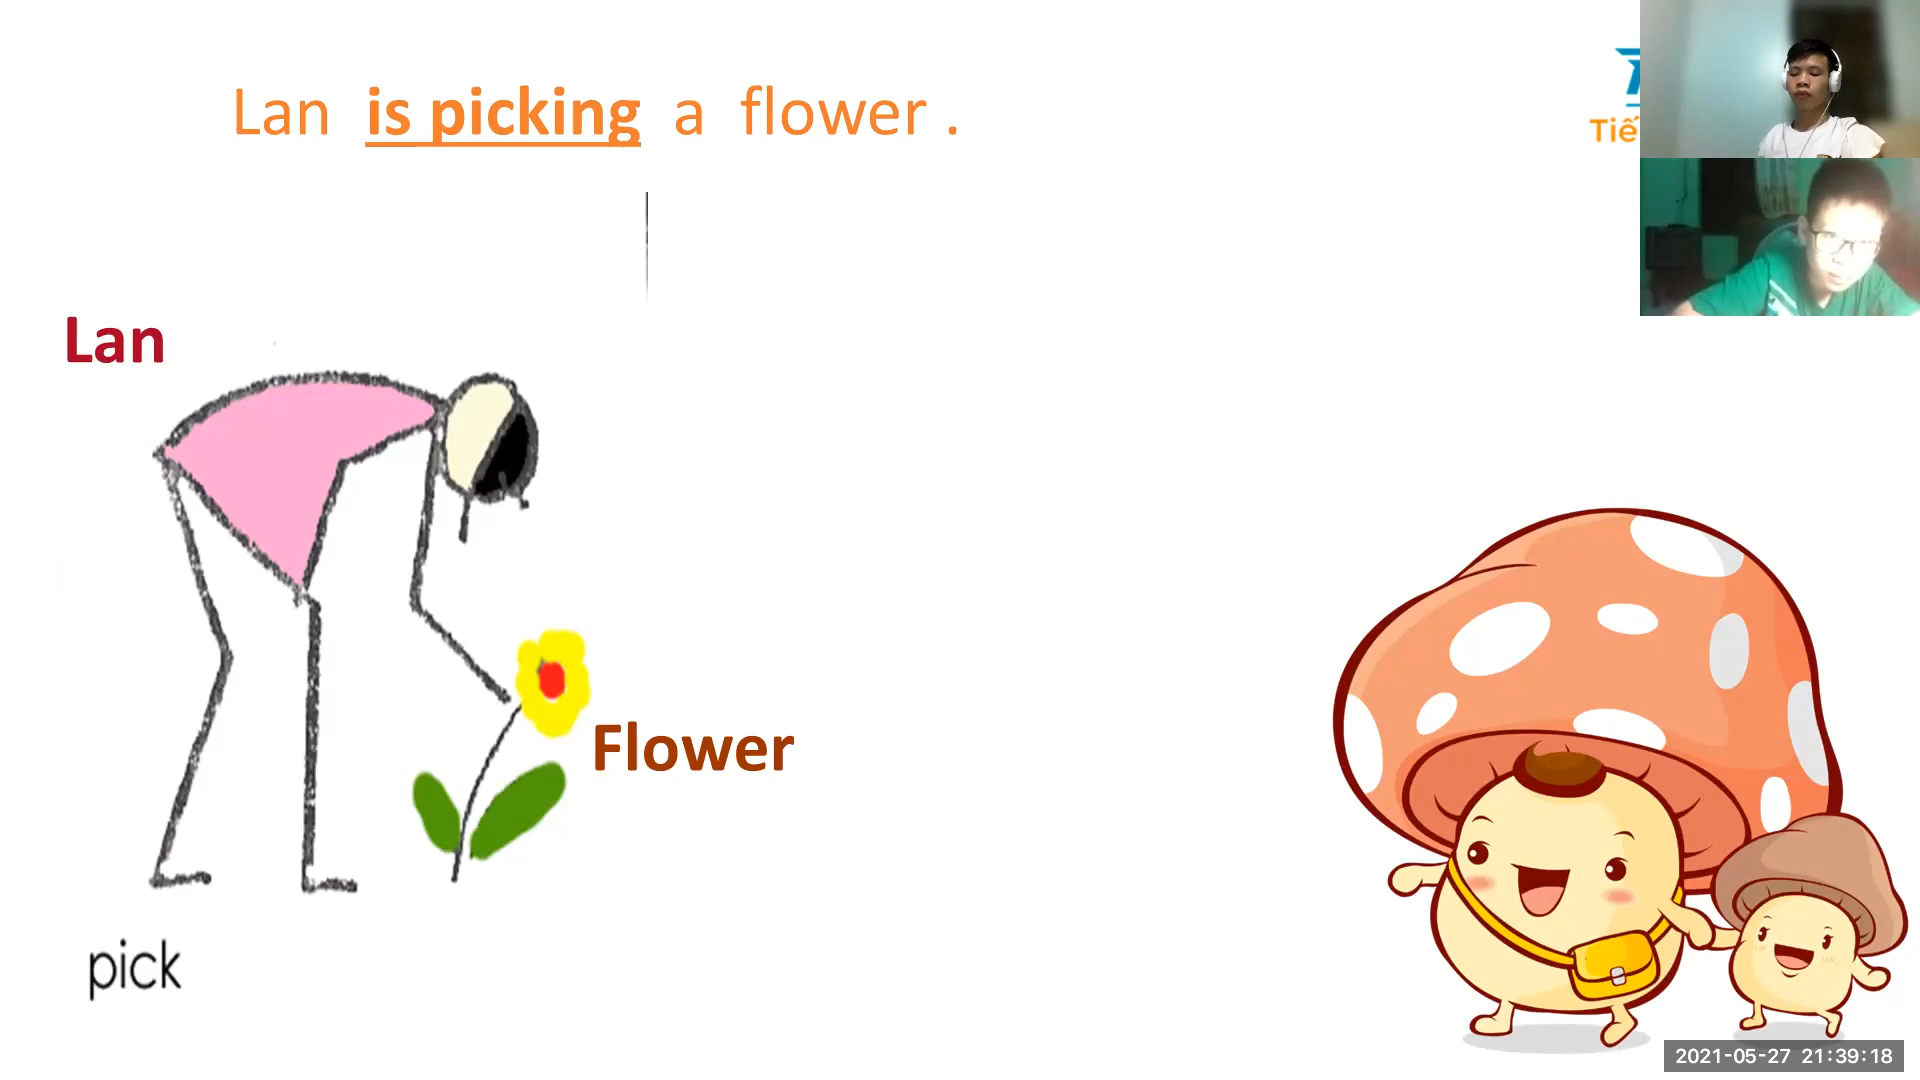 Lan is picking a flower .
Lan
Flower
pick
2021-05-27 21:39:18